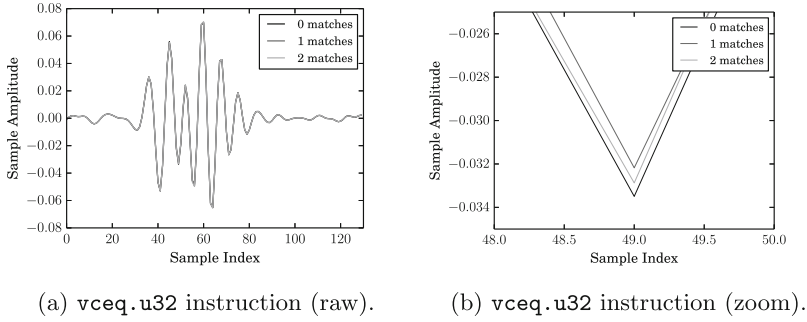 0.08
0.06
0.04
0.02
0.00
−0.02
−0.04
−0.06
−0.08
Sample Amplitude
0 matches
1 matches
2 matches
0 20 40 60 80 100 120
Sample Index
(a) vceq.u32 instruction (raw).
−0.026
−0.028
−0.030
−0.032
−0.034
Sample Amplitude
0 matches
1 matches
2 matches
48.0 48.5 49.0 49.5 50.0
Sample Index
(b) vceq.u32 instruction (zoom).